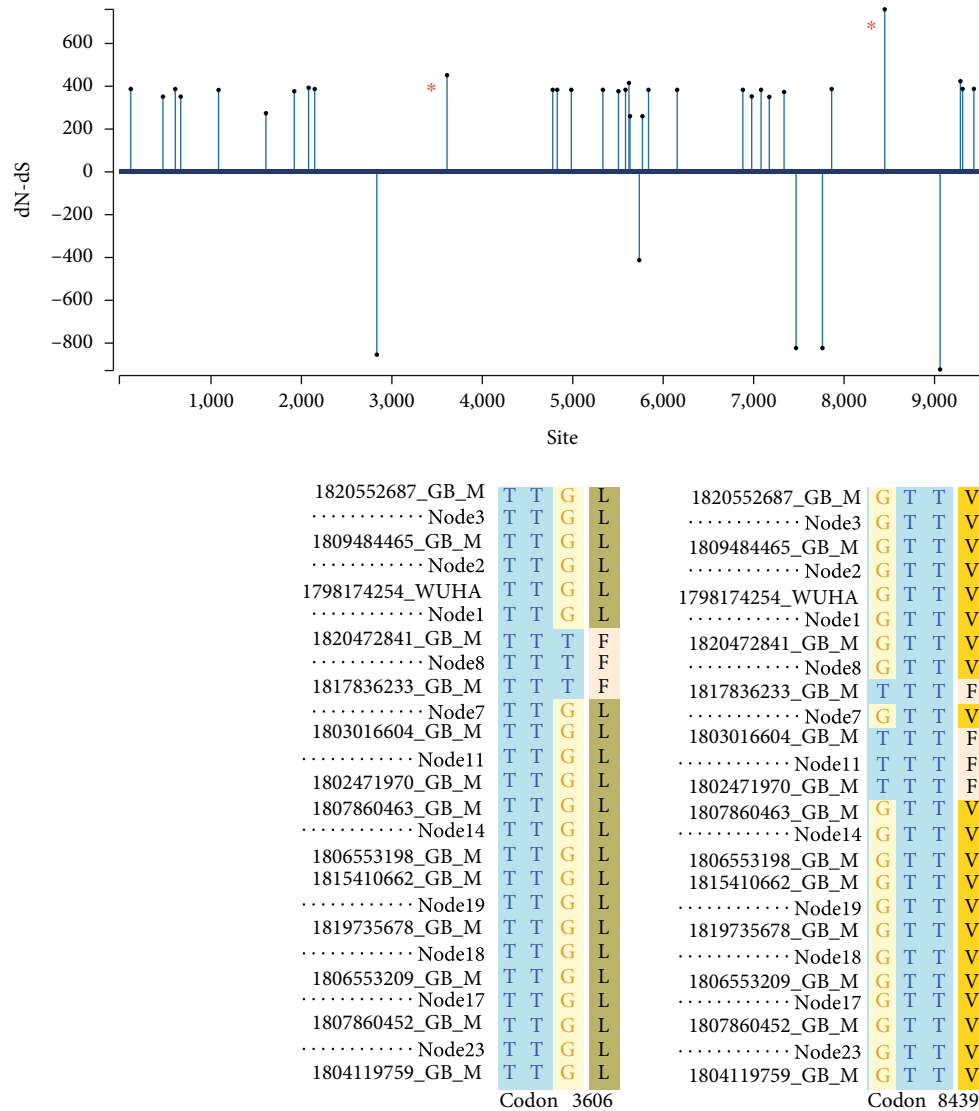 600
*
400
*
200
0
−200
−400
−600
−800
dN-dS
1,000 2,000 3,000 4,000 5,000 6,000 7,000 8,000 9,000
Site
1820552687_GB_M T T G L
············ Node3 T T G L
1809484465_GB_M T T G L
············ Node2 T T G L
1798174254_WUHA T T G L
············ Node1 T T G L
1820472841_GB_M T T T F
············ Node8 T T T F
1817836233_GB_M T T T F
············ Node7 T T G L
1803016604_GB_M T T G L
············ Node11 T T G L
1802471970_GB_M T T G L
1807860463_GB_M T T G L
············ Node14 T T G L
1806553198_GB_M T T G L
1815410662_GB_M T T G L
············ Node19 T T G L
1819735678_GB_M T T G L
············ Node18 T T G L
1806553209_GB_M T T G L
············ Node17 T T G L
1807860452_GB_M T T G L
············ Node23 T T G L
1804119759_GB_M T T G L
Codon 3606
1820552687_GB_M G T T V
············ Node3 G T T V
1809484465_GB_M G T T V
············ Node2 G T T V
1798174254_WUHA G T T V
············ Node1 G T T V
1820472841_GB_M G T T V
············ Node8 G T T V
1817836233_GB_M T T T F
············ Node7 G T T V
1803016604_GB_M T T T F
············ Node11 T T T F
1802471970_GB_M T T T F
1807860463_GB_M G T T V
············ Node14 G T T V
1806553198_GB_M G T T V
1815410662_GB_M G T T V
············ Node19 G T T V
1819735678_GB_M G T T V
············ Node18 G T T V
1806553209_GB_M G T T V
············ Node17 G T T V
1807860452_GB_M G T T V
············ Node23 G T T V
1804119759_GB_M G T T V
Codon 8439